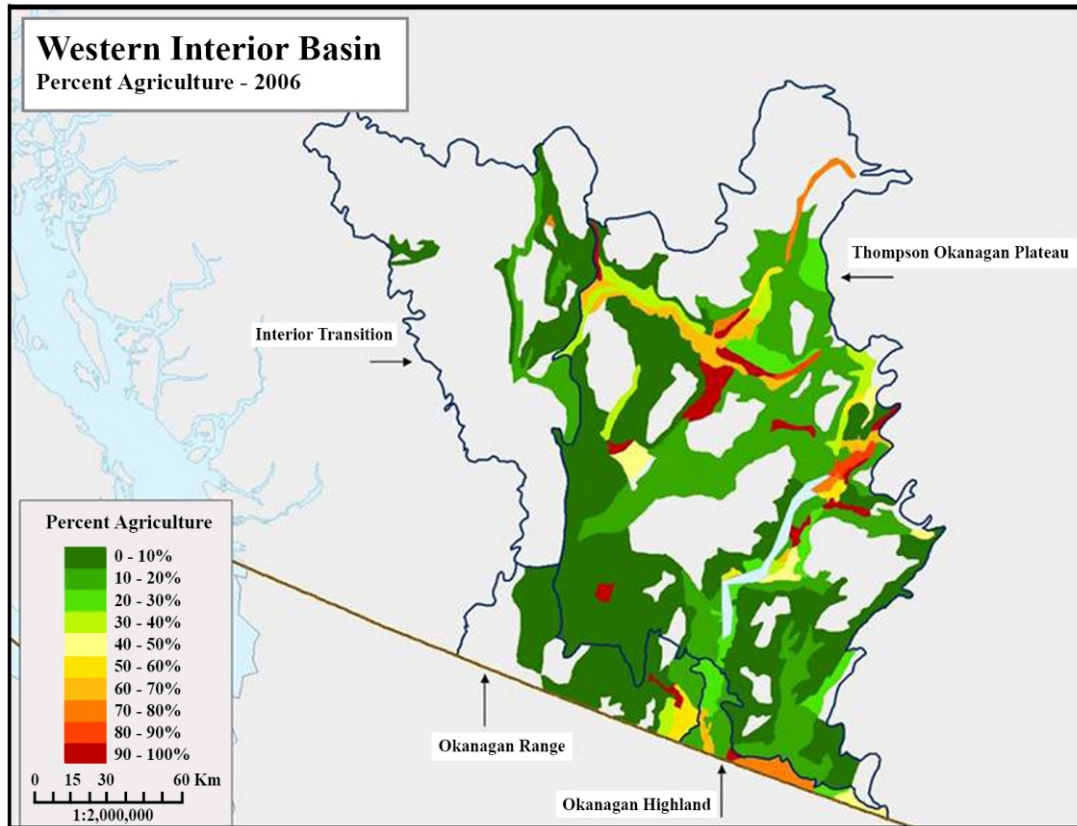 Western Interior Basin
Percent Agriculture - 2006
Thompson Okanagan Plateau
Interior Transition
Percent Agriculture
0 - 10%
10 - 20%
20 - 30%
30 - 40%
40 - 50%
50 - 60%
60 - 70%
70 - 80%
80 - 90%
90 - 100%
0 15 30 60 Km
1:2,000,000
Okanagan Range
Okanagan Highland